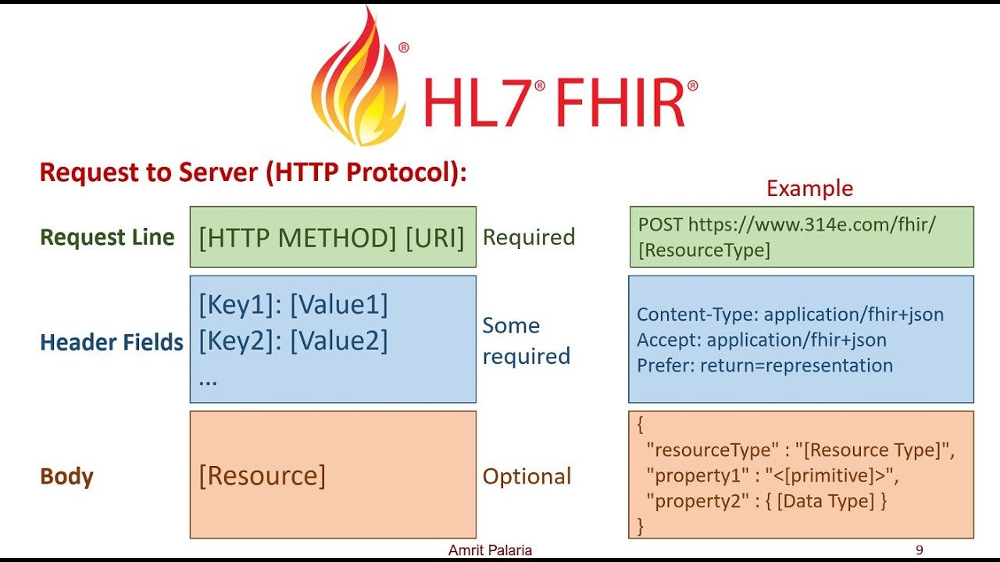 HL7® FHIR®
®
Request to Server (HTTP Protocol):
Example
Request Line
[HTTP METHOD] [URI]
Required
POST https://www.314e.com/fhir/
[ResourceType]
Header Fields
[Key1]: [Value1]
[Key2]: [Value2]
...
Some
required
Content-Type: application/fhir+json
Accept: application/fhir+json
Prefer: return=representation
Body
[Resource]
Optional
{
"resourceType" : "[Resource Type]",
"property1" : "<[primitive]>",
"property2" : { [Data Type] }
}
Amrit Palaria
9